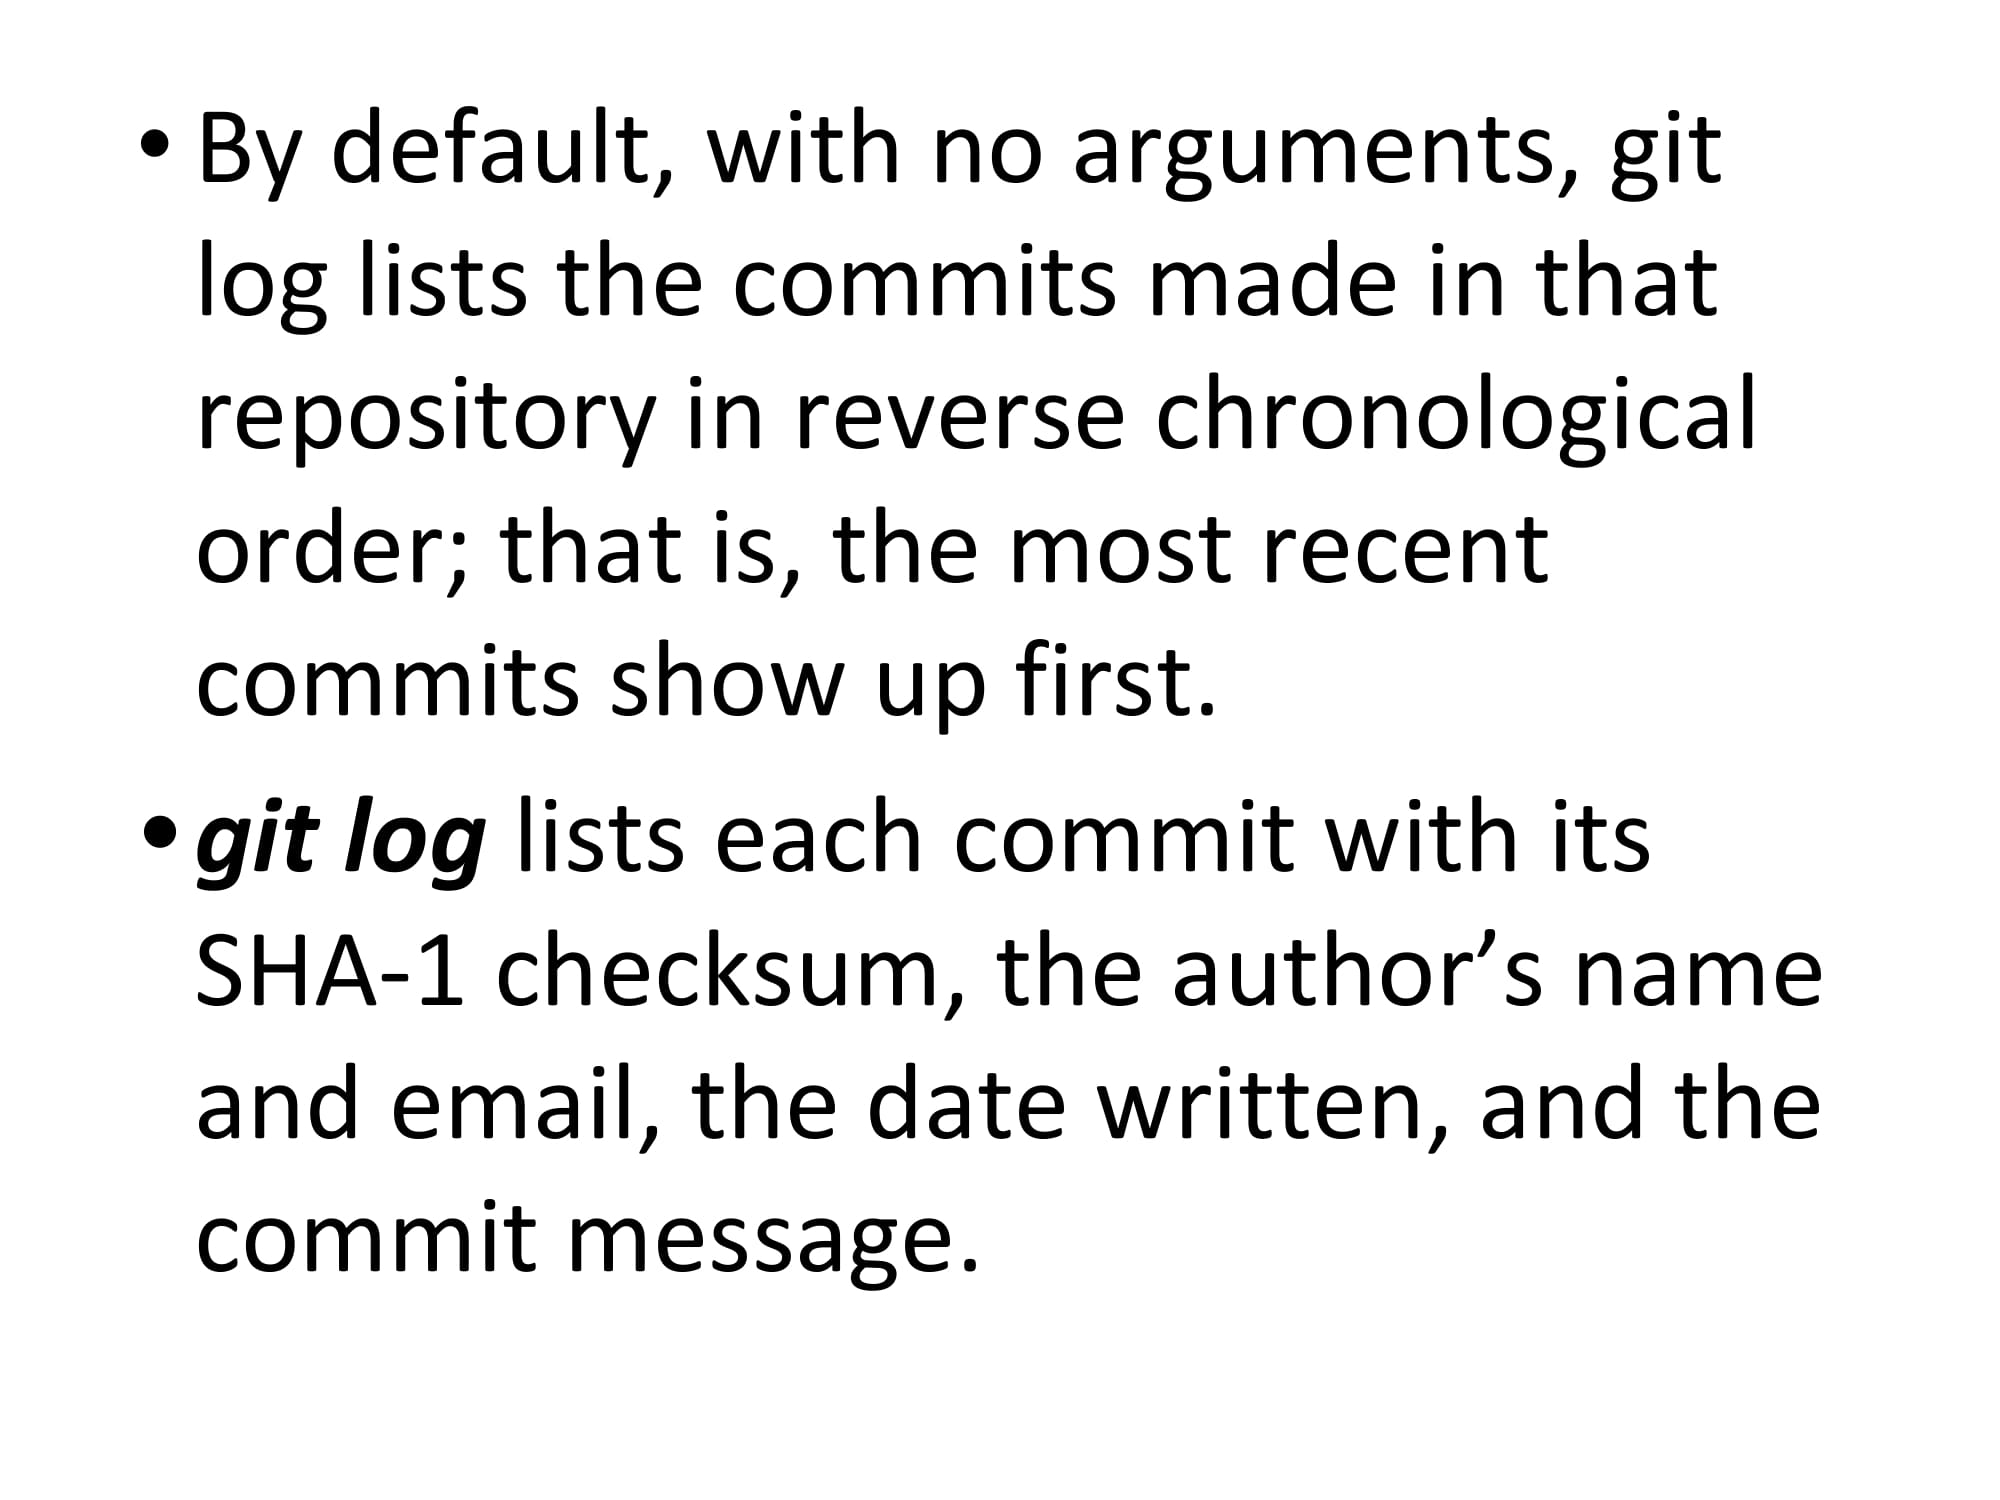 • By default, with no arguments, git
log lists the commits made in that
repository in reverse chronological
order; that is, the most recent
commits show up first.
• git log lists each commit with its
SHA-1 checksum, the author’s name
and email, the date written, and the
commit message.